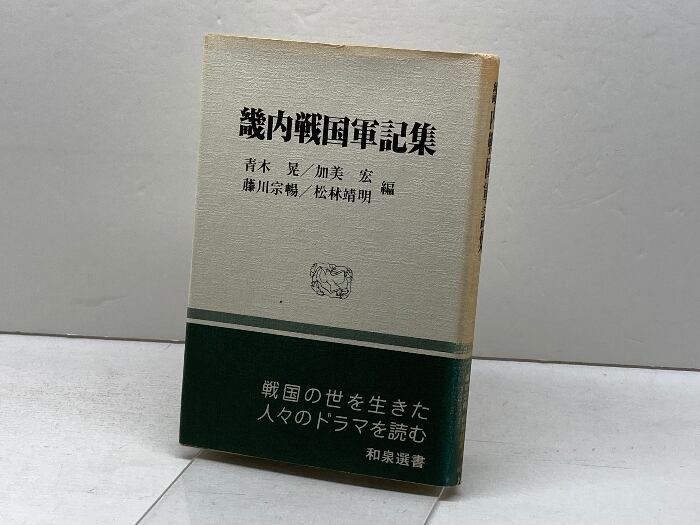 畿内戦国軍記集
青木 晃／加美 宏
藤川宗暢／松林靖明 編
戦国の世を生きた
人々のドラマを読む
和泉選書